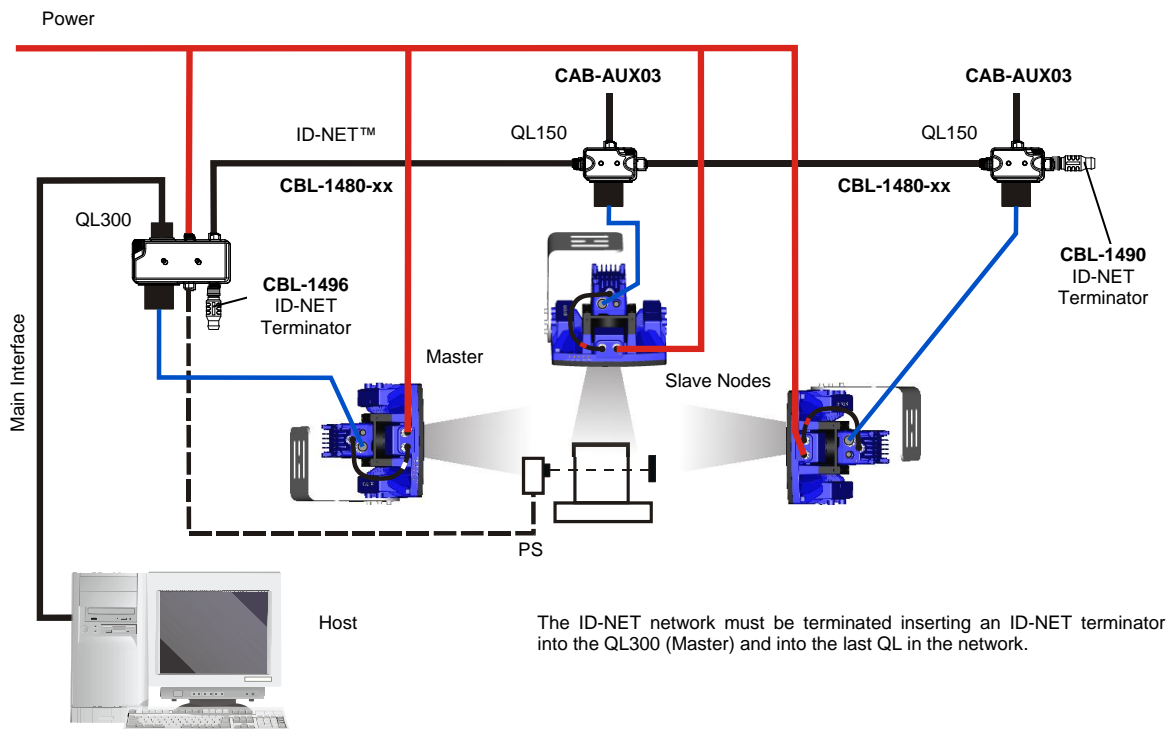 Power
CAB-AUX03
CAB-AUX03
ID-NET™
QL150
QL150
CBL-1480-xx
CBL-1480-xx
QL300
CBL-1496
ID-NET
Terminator
CBL-1490
ID-NET
Terminator
Main Interface
Master
Slave Nodes
PS
Host
The ID-NET network must be terminated inserting an ID-NET terminator
into the QL300 (Master) and into the last QL in the network.